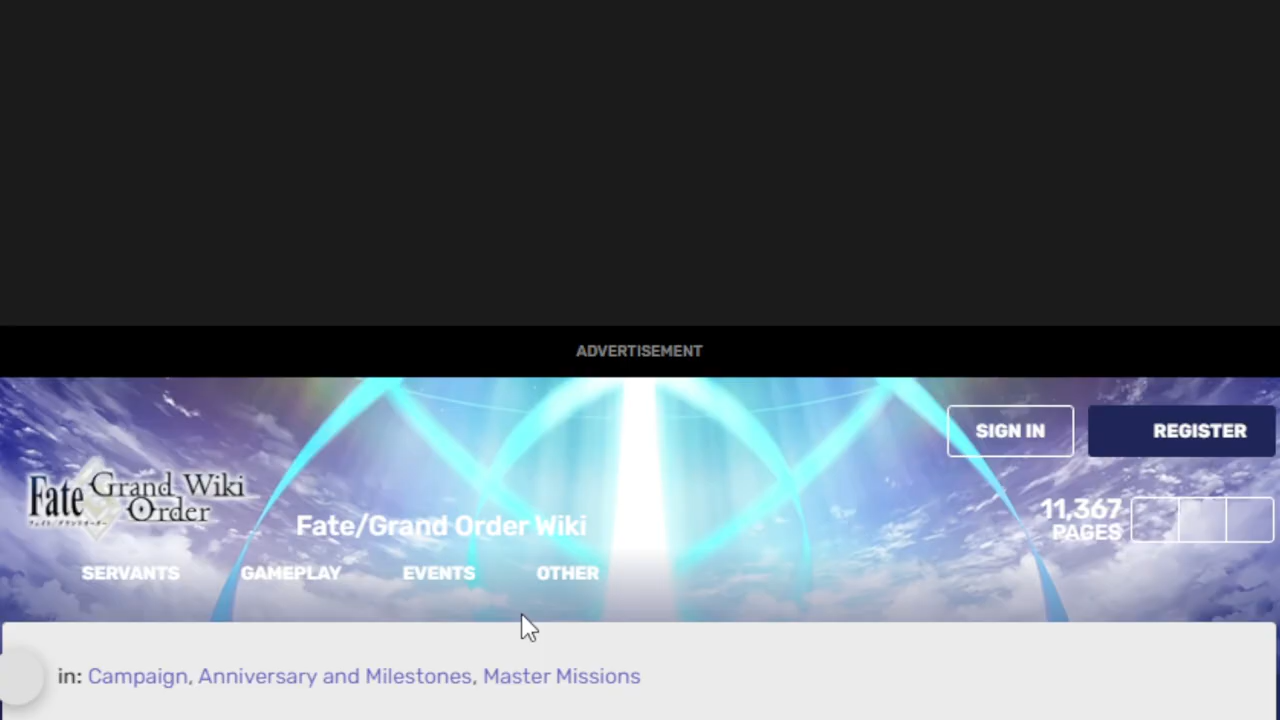 ADVERTISEMENT
SIGN IN
REGISTER
Fate Grand Wiki
Order
Fate/Grand Order Wiki
11,367
PAGES
SERVANTS
GAMEPLAY
EVENTS
OTHER
in: Campaign, Anniversary and Milestones, Master Missions